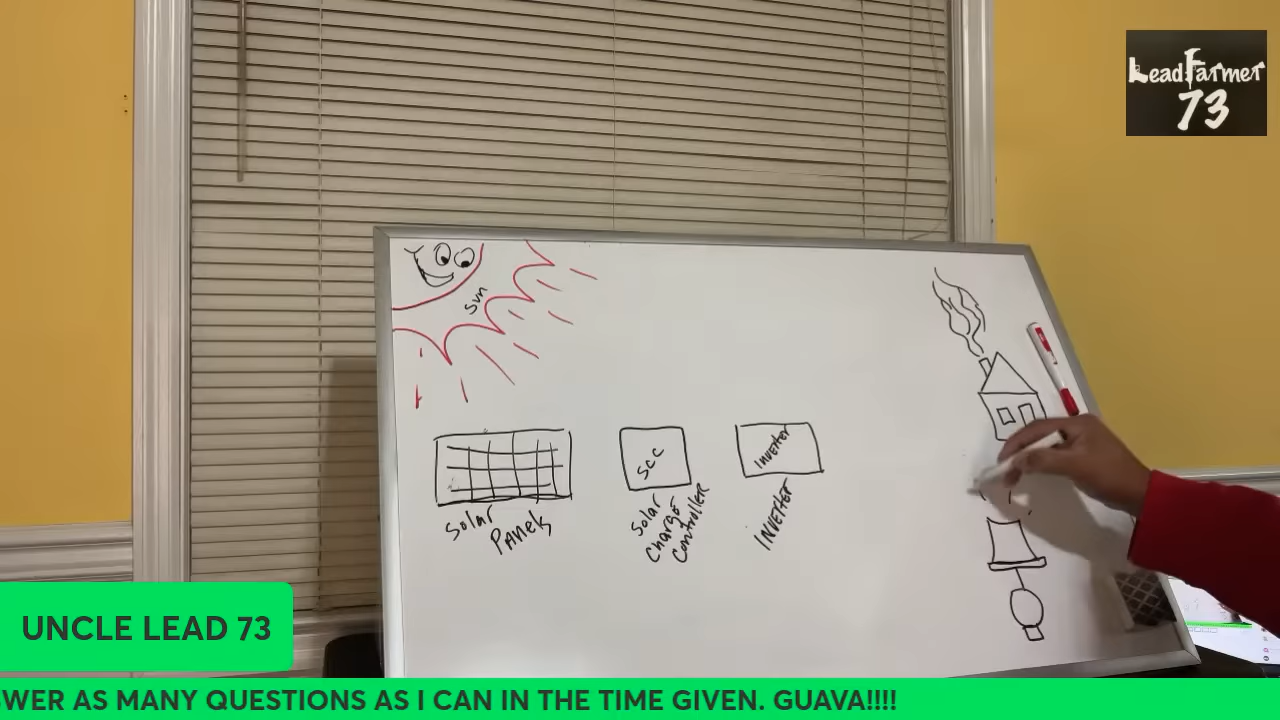 LeadFarmer
73
Sun
SCC
Inverter
Solar
Panels
Solar
Charge
Controller
Inverter
UNCLE LEAD 73
SWER AS MANY QUESTIONS AS I CAN IN THE TIME GIVEN. GUAVA!!!!